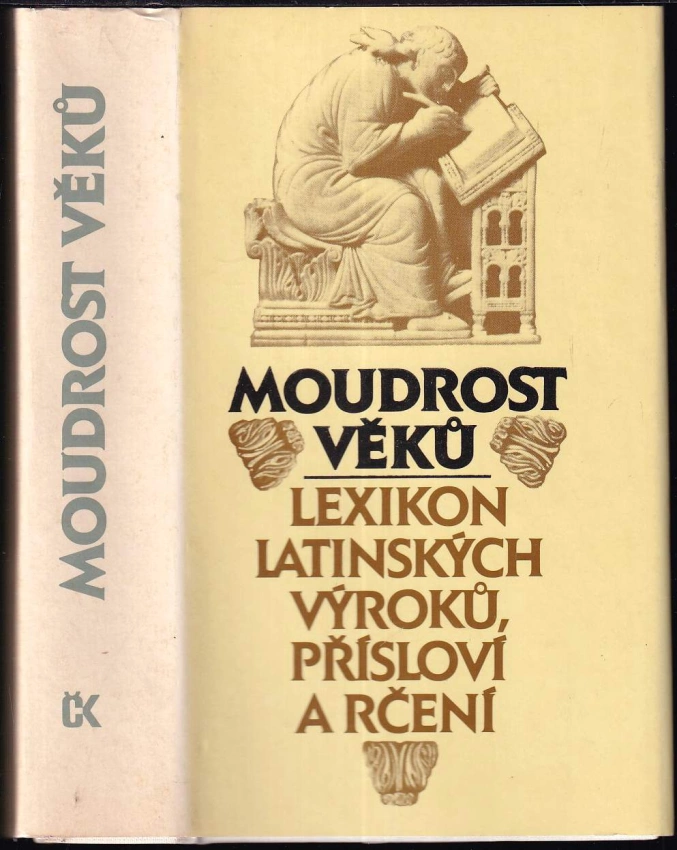 MOUDROST VĚKŮ
ČK
MOUDROST
VĚKŮ
LEXIKON
LATINSKÝCH
VÝROKŮ,
PŘÍSLOVÍ
A RČENÍ